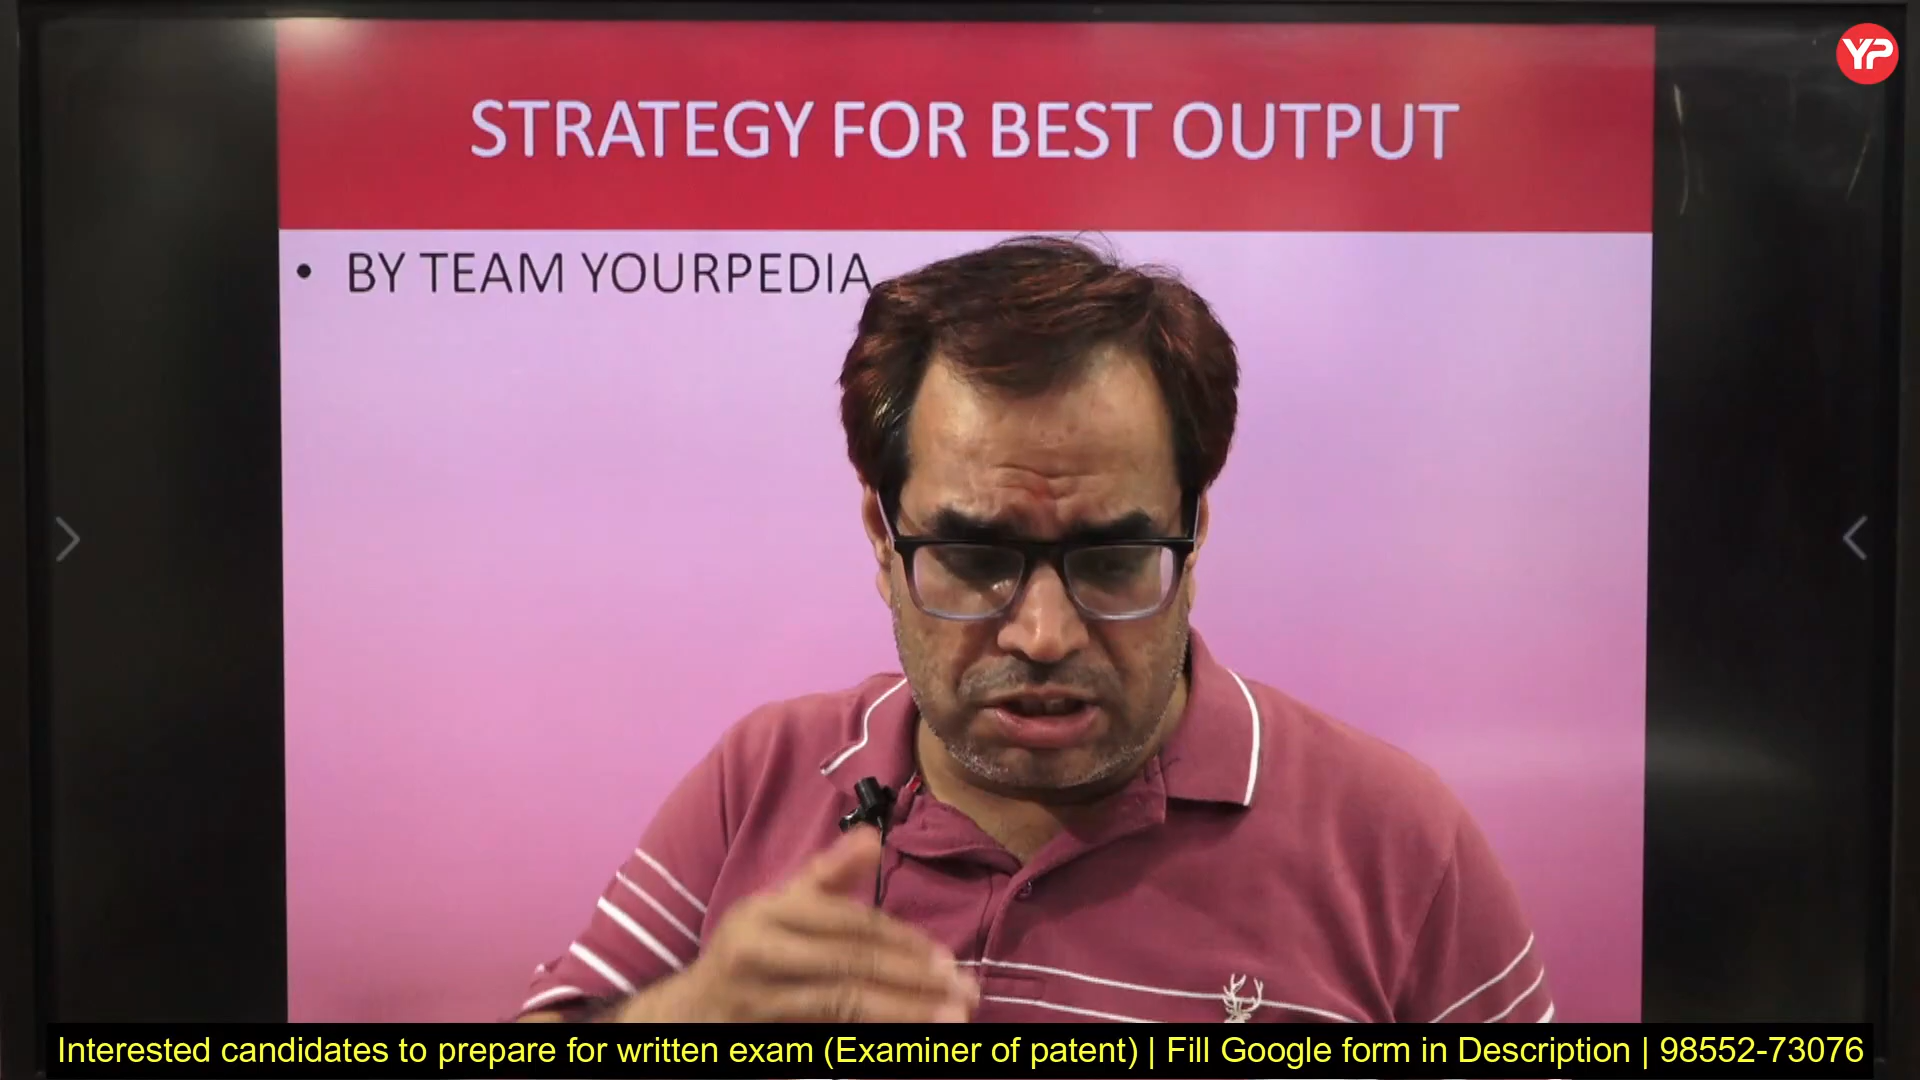 YP
STRATEGY FOR BEST OUTPUT
• BY TEAM YOURPEDIA
Interested candidates to prepare for written exam (Examiner of patent) | Fill Google form in Description | 98552-73076